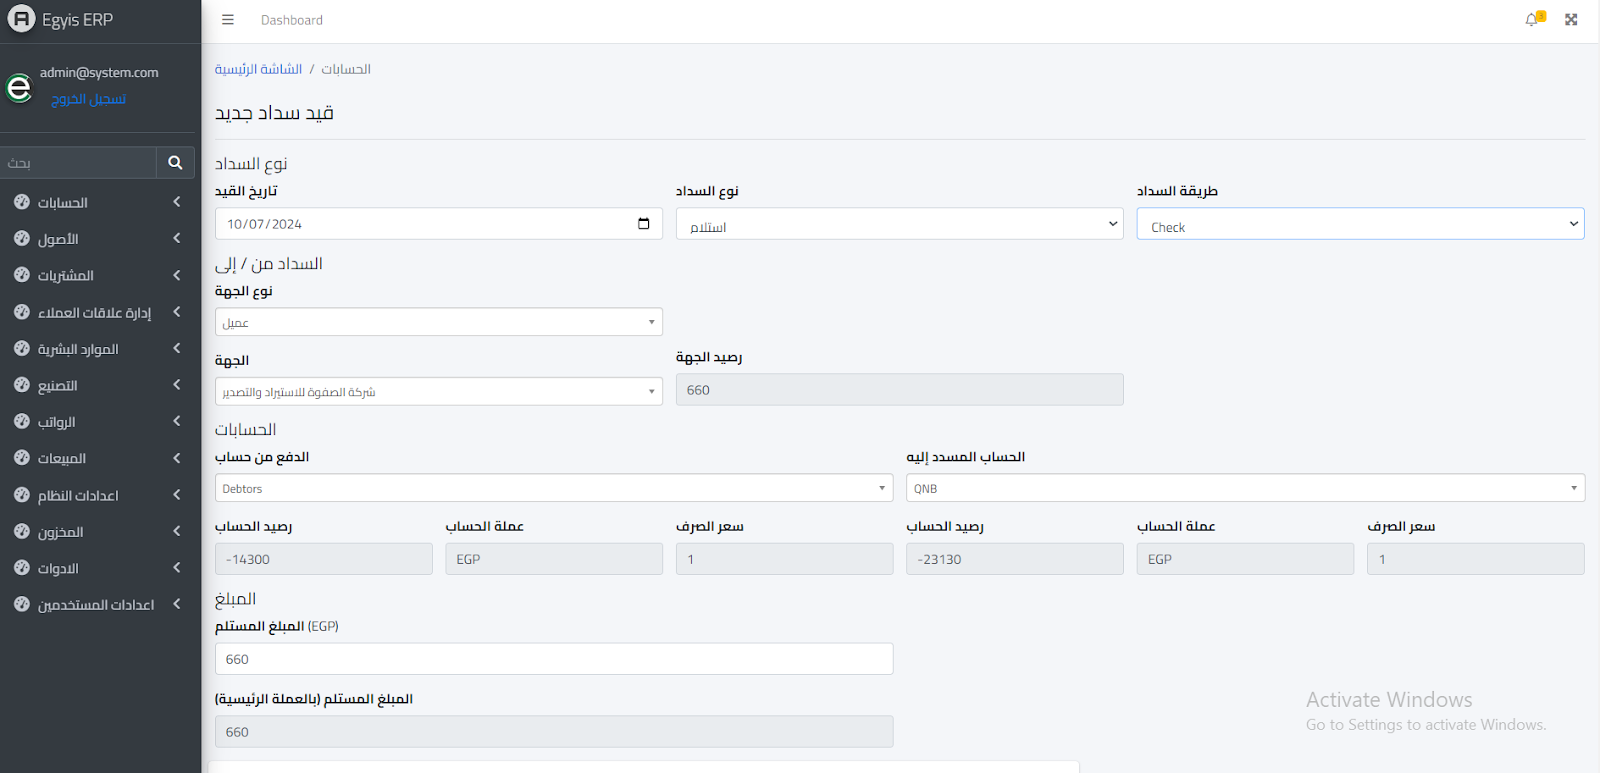 Egyis ERP
Dashboard
3
admin@system.com
تسجيل الخروج
بحث
الحسابات
الأصول
المشتريات
إدارة علاقات العملاء
الموارد البشرية
التصنيع
الرواتب
المبيعات
اعدادات النظام
المخزون
الادوات
اعدادات المستخدمين
الشاشة الرئيسية / الحسابات
قيد سداد جديد
نوع السداد
تاريخ القيد
نوع السداد
طريقة السداد
10/07/2024
استلام
Check
السداد من / إلى
نوع الجهة
عميل
الجهة
رصيد الجهة
شركة الصفوة للاستيراد والتصدير
660
الحسابات
الدفع من حساب
الحساب المسدد إليه
Debtors
QNB
رصيد الحساب
عملة الحساب
سعر الصرف
رصيد الحساب
عملة الحساب
سعر الصرف
-14300
EGP
1
-23130
EGP
1
المبلغ
المبلغ المستلم (EGP)
660
المبلغ المستلم (بالعملة الرئيسية)
660
Activate Windows
Go to Settings to activate Windows.